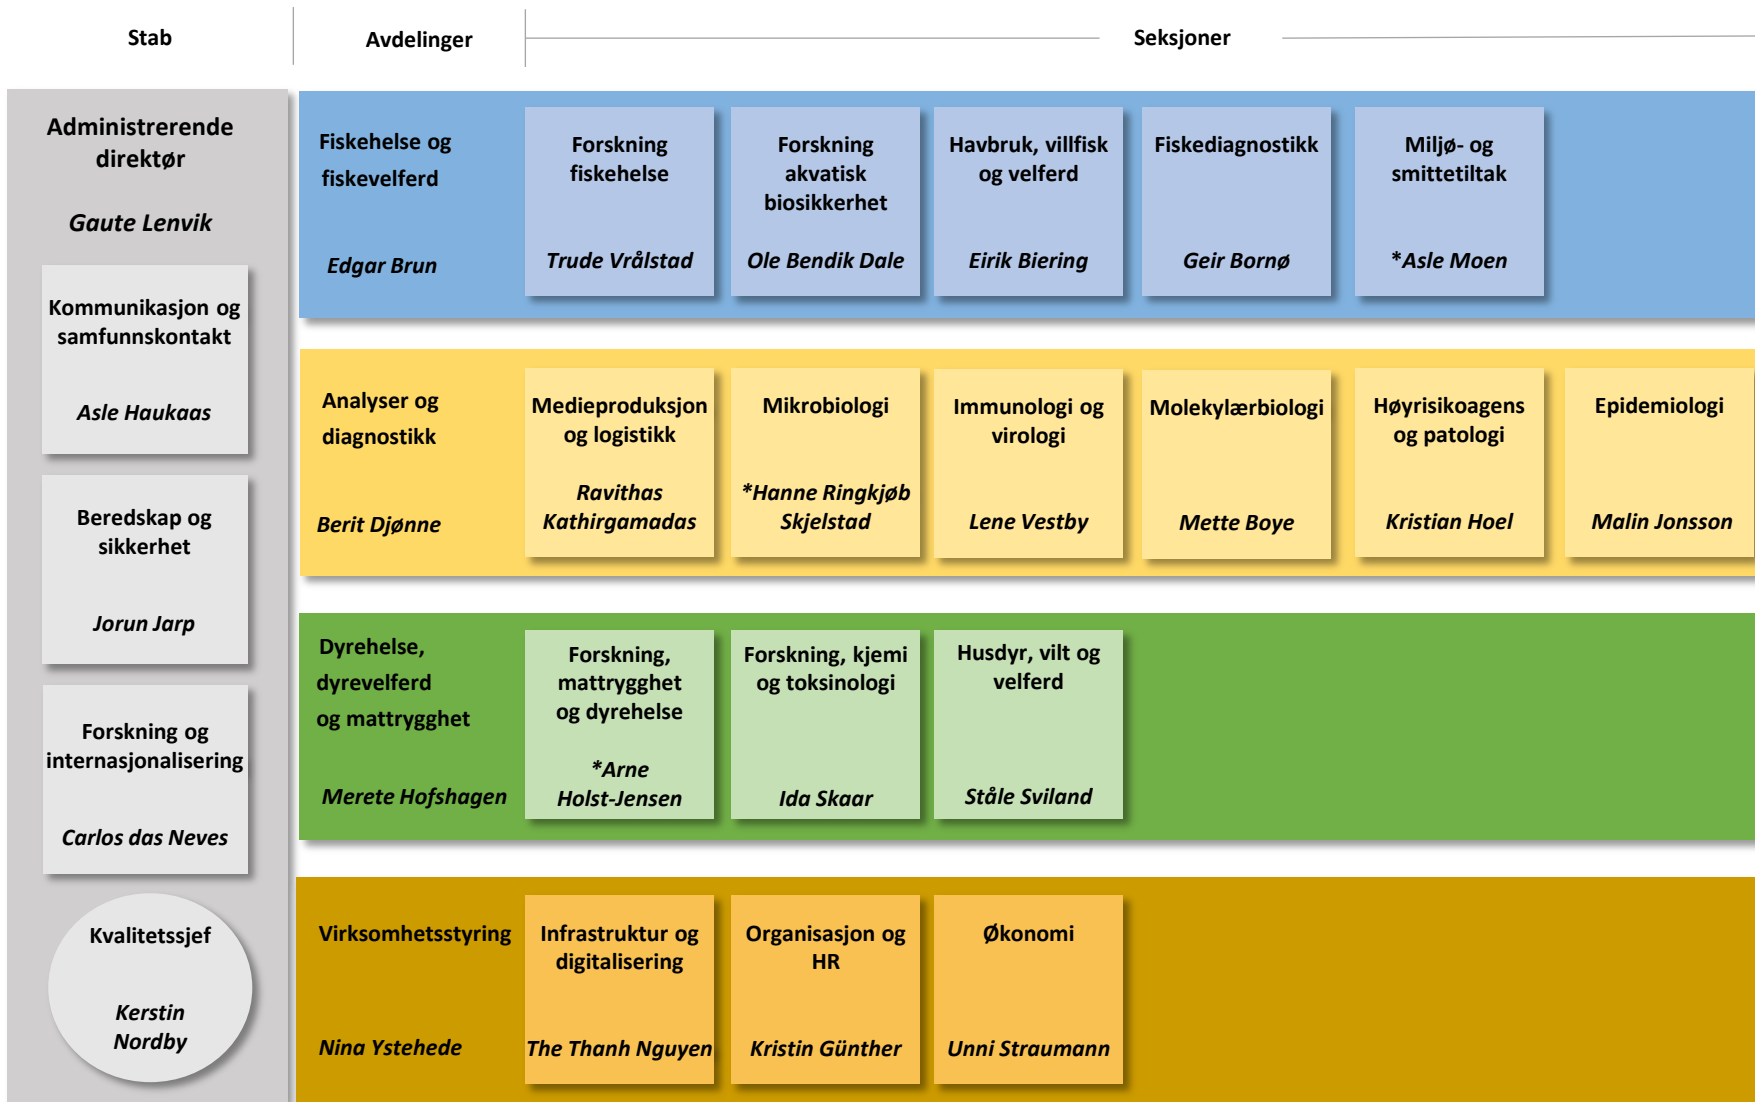 Stab
Avdelinger
Seksjoner
Administrerende
direktør
Gaute Lenvik
Kommunikasjon og
samfunnskontakt
Asle Haukaas
Beredskap og
sikkerhet
Jorun Jarp
Forskning og
internasjonalisering
Carlos das Neves
Kvalitetssjef
Kerstin
Nordby
Fiskehelse og
fiskevelferd
Edgar Brun
Forskning
fiskehelse
Trude Vrålstad
Forskning
akvatisk
biosikkerhet
Ole Bendik Dale
Havbruk, villfisk
og velferd
Eirik Biering
Fiskediagnostikk
Geir Bornø
Miljø- og
smittetiltak
*Asle Moen
Analyser og
diagnostikk
Berit Djønne
Medieproduksjon
og logistikk
Ravithas
Kathirgamadas
Mikrobiologi
*Hanne Ringkjøb
Skjelstad
Immunologi og
virologi
Lene Vestby
Molekylærbiologi
Mette Boye
Høyrisikoagens
og patologi
Kristian Hoel
Epidemiologi
Malin Jonsson
Dyrehelse,
dyrevelferd
og mattrygghet
Merete Hofshagen
Forskning,
mattrygghet
og dyrehelse
*Arne
Holst-Jensen
Forskning, kjemi
og toksinologi
Ida Skaar
Husdyr, vilt og
velferd
Ståle Sviland
Virksomhetsstyring
Nina Ystehede
Infrastruktur og
digitalisering
The Thanh Nguyen
Organisasjon og
HR
Kristin Günther
Økonomi
Unni Straumann